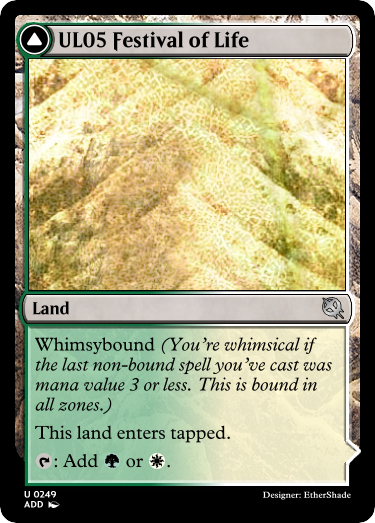 UL05 Festival of Life
Land
Whimsybound (You're whimsical if
the last non-bound spell you've cast was
mana value 3 or less. This is bound in
all zones.)
This land enters tapped.
: Add or .
U 0249
ADD
Designer: EtherShade